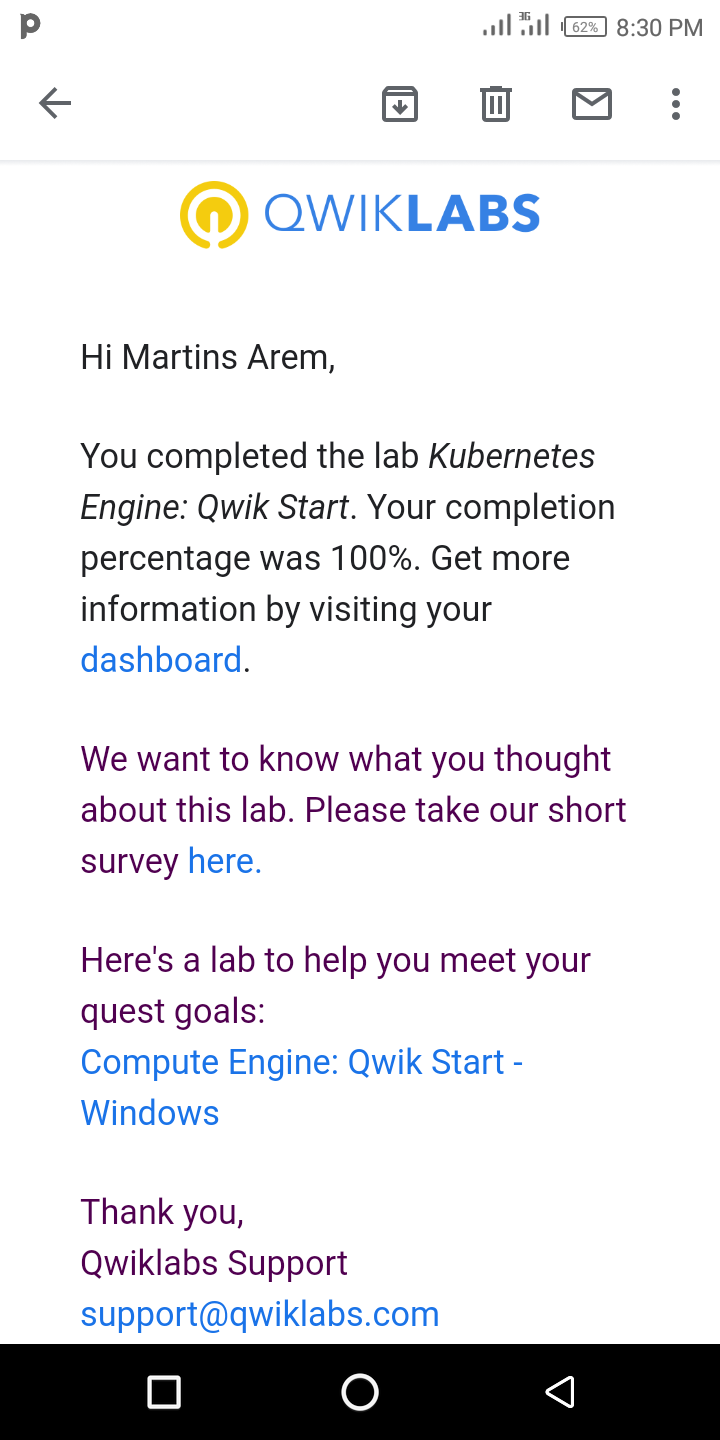 3G 62% 8:30 PM
QWIKLABS
Hi Martins Arem,
You completed the lab Kubernetes
Engine: Qwik Start. Your completion
percentage was 100%. Get more
information by visiting your
dashboard.
We want to know what you thought
about this lab. Please take our short
survey here.
Here's a lab to help you meet your
quest goals:
Compute Engine: Qwik Start -
Windows
Thank you,
Qwiklabs Support
support@qwiklabs.com